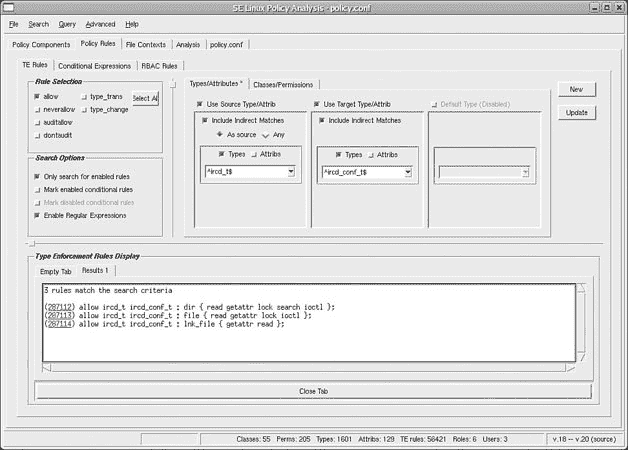 SE Linux Policy Analysis - policy.conf
File Search Query Advanced Help
Policy Components Policy Rules File Contexts Analysis policy.conf
TE Rules Conditional Expressions RBAC Rules
Rule Selection
allow type_trans Select Al
neverallow type_change
auditallow
dontaudit
Search Options
Only search for enabled rules
Mark enabled conditional rules
Mark disabled conditional rules
Enable Regular Expressions
Types/Attributes * Classes/Permissions
Use Source Type/Attrib Use Target Type/Attrib Default Type (Disabled)
Include Indirect Matches Include Indirect Matches
As source Any
Types Attribs Types Attribs
^ircd_t$ ^ircd_conf_t$
New
Update
Type Enforcement Rules Display
Empty Tab Results 1
3 rules match the search criteria
(287112) allow ircd_t ircd_conf_t : dir { read getattr lock search ioctl };
(287113) allow ircd_t ircd_conf_t : file { read getattr lock ioctl };
(287114) allow ircd_t ircd_conf_t : lnk_file { getattr read };
Close Tab
Classes: 55 Perms: 205 Types: 1601 Attribs: 129 TE rules: 56421 Roles: 6 Users: 3 v.18 -- v.20 (source)